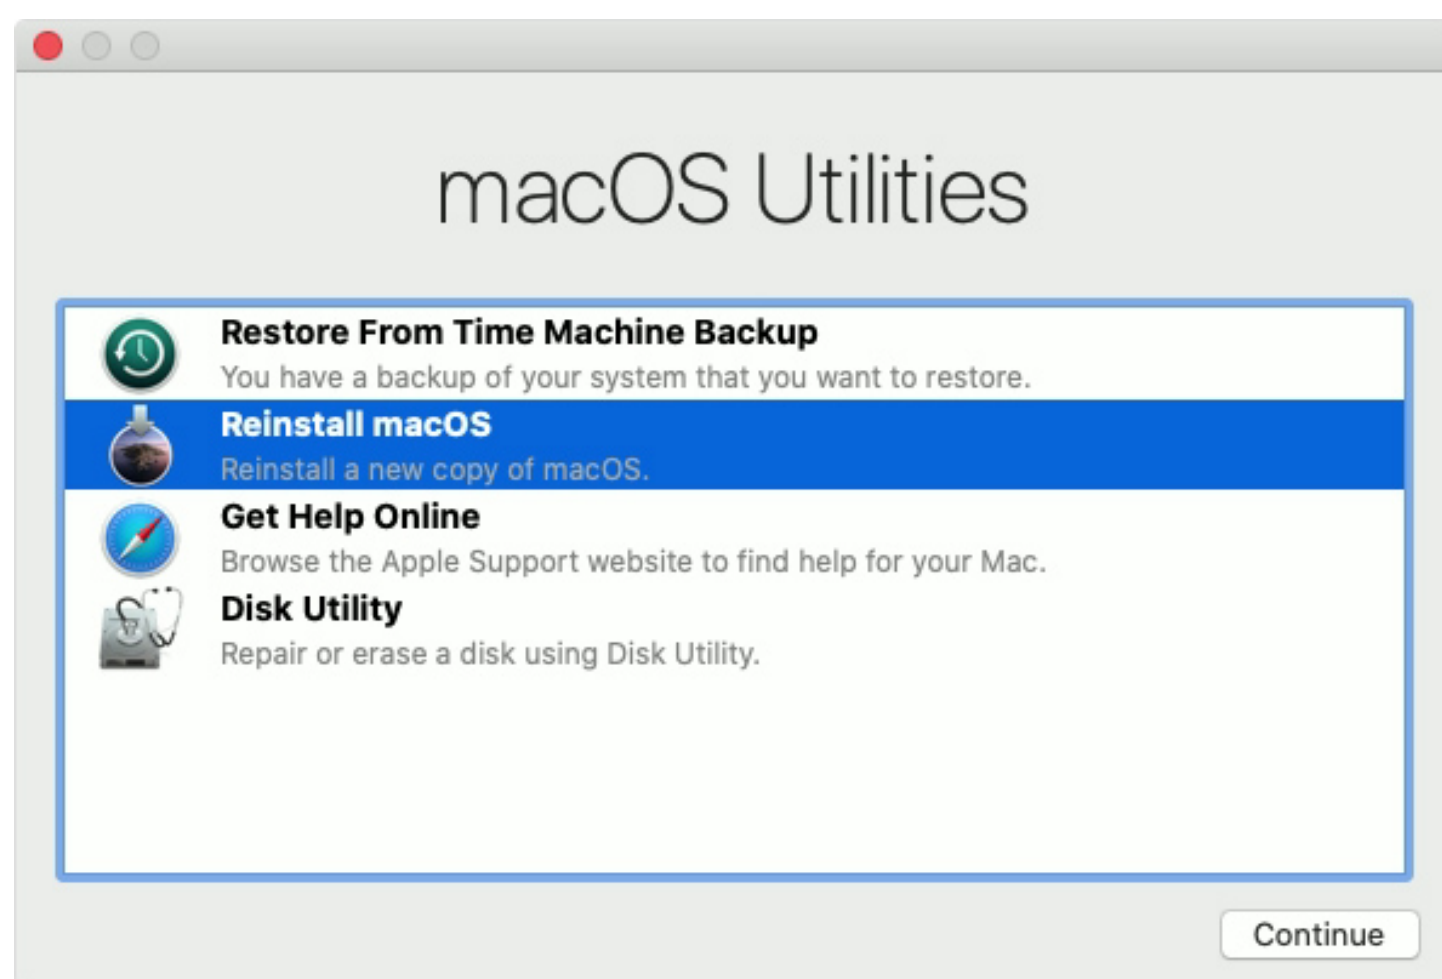 macOS Utilities
Restore From Time Machine Backup
You have a backup of your system that you want to restore.
Reinstall macOS
Reinstall a new copy of macOS.
Get Help Online
Browse the Apple Support website to find help for your Mac.
Disk Utility
Repair or erase a disk using Disk Utility.
Continue